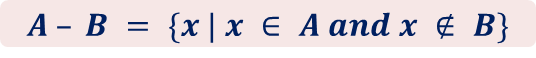 A – B = {x | x ∈ A and x ∉ B}